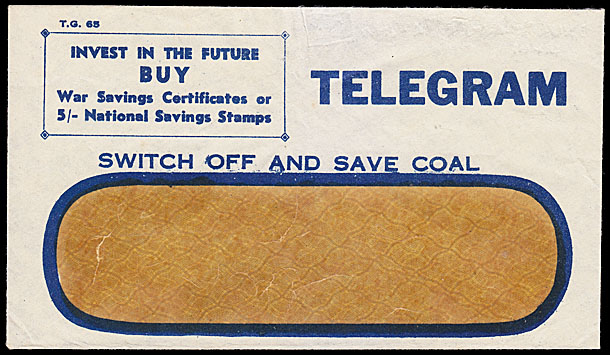 T.G. 65
INVEST IN THE FUTURE
BUY
War Savings Certificates or
5/- National Savings Stamps
TELEGRAM
SWITCH OFF AND SAVE COAL